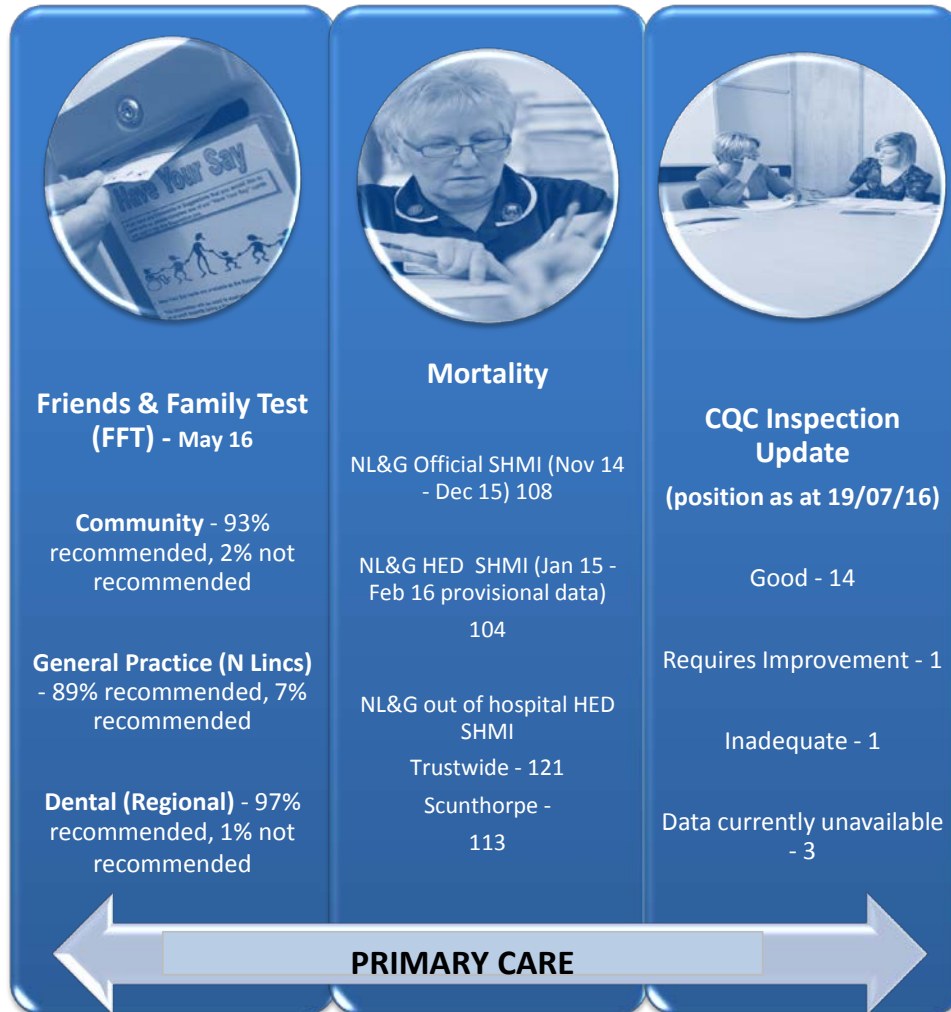 Have Your Say
Friends & Family Test
(FFT) - May 16
Community - 93%
recommended, 2% not
recommended
General Practice (N Lincs)
- 89% recommended, 7%
recommended
Dental (Regional) - 97%
recommended, 1% not
recommended
Mortality
NL&G Official SHMI (Nov 14
- Dec 15) 108
NL&G HED SHMI (Jan 15 -
Feb 16 provisional data)
104
NL&G out of hospital HED
SHMI
Trustwide - 121
Scunthorpe -
113
CQC Inspection
Update
(position as at 19/07/16)
Good - 14
Requires Improvement - 1
Inadequate - 1
Data currently unavailable
- 3
PRIMARY CARE